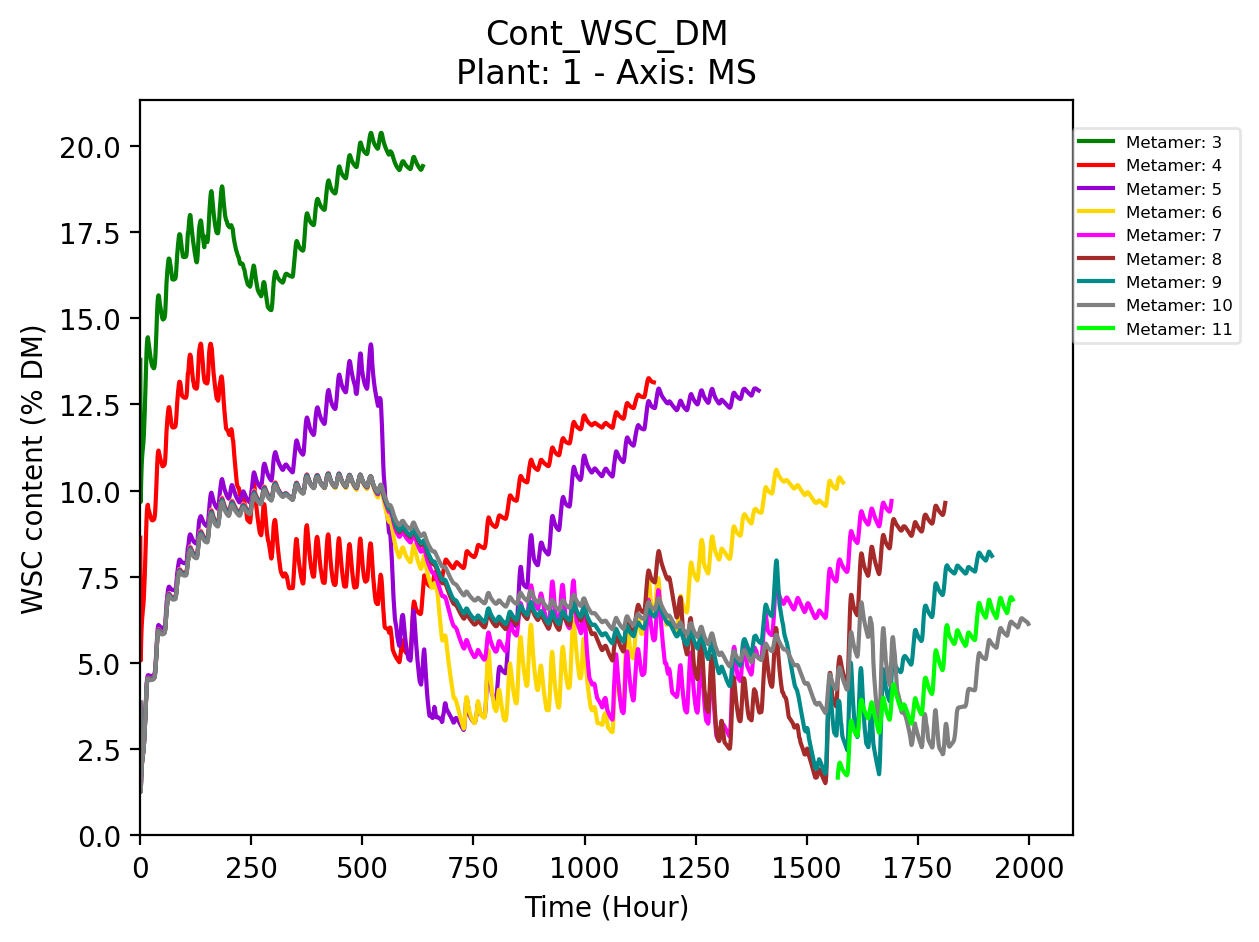 Cont_WSC_DM
Plant: 1 - Axis: MS
WSC content (% DM)
20.0
17.5
15.0
12.5
10.0
7.5
5.0
2.5
0.0
0 250 500 750 1000 1250 1500 1750 2000
Time (Hour)
Metamer: 3
Metamer: 4
Metamer: 5
Metamer: 6
Metamer: 7
Metamer: 8
Metamer: 9
Metamer: 10
Metamer: 11